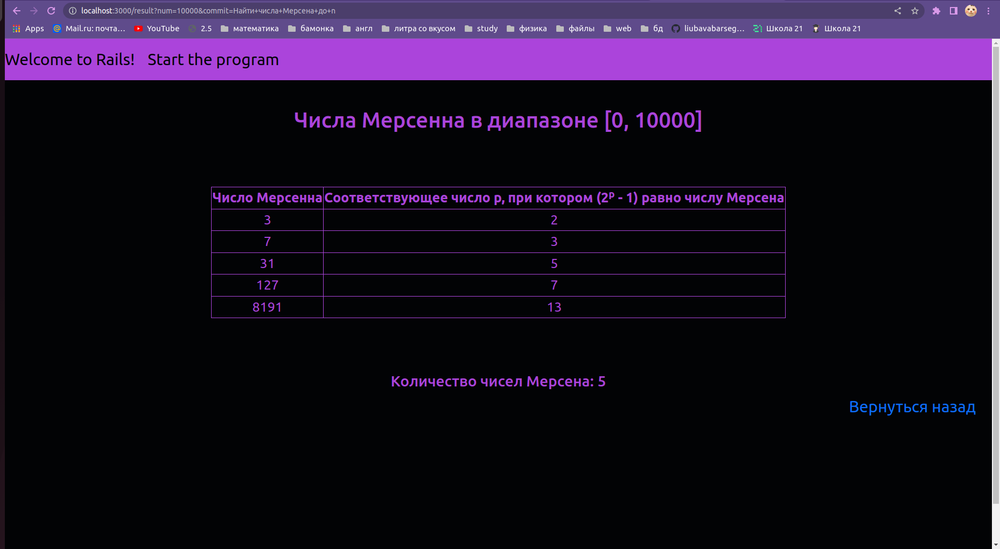 localhost:3000/result?num=10000&commit=Найти+числа+Мерсена+до+n
Apps Mail.ru: почта… YouTube 2.5 математика бамонка англ литра со вкусом study физика файлы web бд liubavabarseg… Школа 21 Школа 21
Welcome to Rails! Start the program
Числа Мерсенна в диапазоне [0, 10000]
Число Мерсенна Соответствующее число p, при котором (2ᵖ - 1) равно числу Мерсена
3 2
7 3
31 5
127 7
8191 13
Количество чисел Мерсена: 5
Вернуться назад